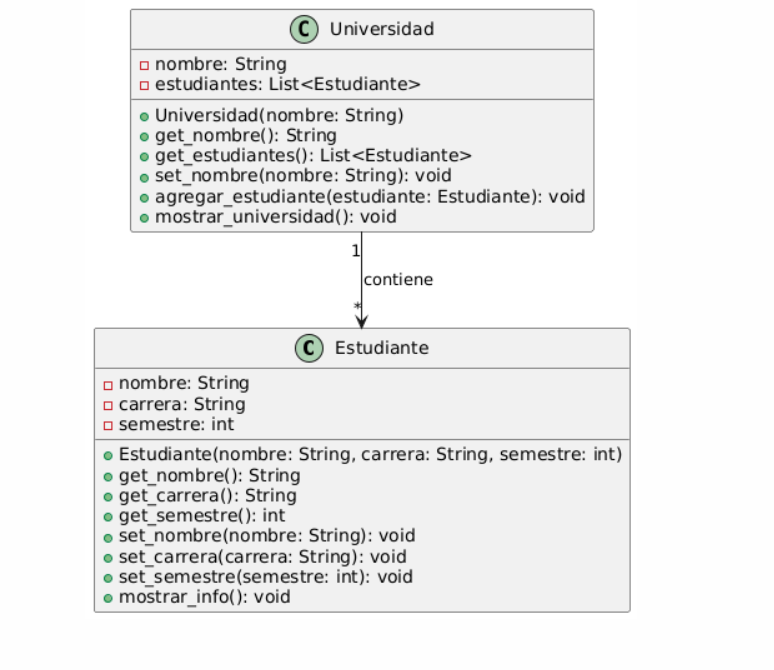 C Universidad
nombre: String
estudiantes: List<Estudiante>
Universidad(nombre: String)
get_nombre(): String
get_estudiantes(): List<Estudiante>
set_nombre(nombre: String): void
agregar_estudiante(estudiante: Estudiante): void
mostrar_universidad(): void
1
contiene
*
C Estudiante
nombre: String
carrera: String
semestre: int
Estudiante(nombre: String, carrera: String, semestre: int)
get_nombre(): String
get_carrera(): String
get_semestre(): int
set_nombre(nombre: String): void
set_carrera(carrera: String): void
set_semestre(semestre: int): void
mostrar_info(): void